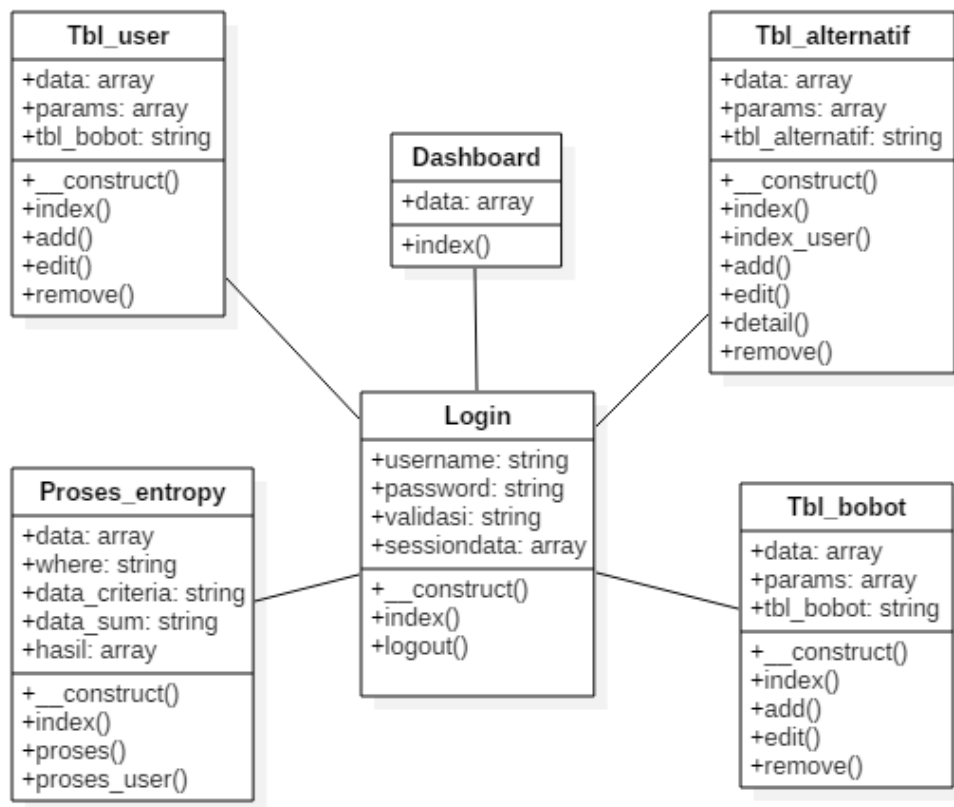 Tbl_user
+data: array
+params: array
+tbl_bobot: string
+__construct()
+index()
+add()
+edit()
+remove()
Dashboard
+data: array
+index()
Tbl_alternatif
+data: array
+params: array
+tbl_alternatif: string
+__construct()
+index()
+index_user()
+add()
+edit()
+detail()
+remove()
Login
+username: string
+password: string
+validasi: string
+sessiondata: array
+__construct()
+index()
+logout()
Proses_entropy
+data: array
+where: string
+data_criteria: string
+data_sum: string
+hasil: array
+__construct()
+index()
+proses()
+proses_user()
Tbl_bobot
+data: array
+params: array
+tbl_bobot: string
+__construct()
+index()
+add()
+edit()
+remove()